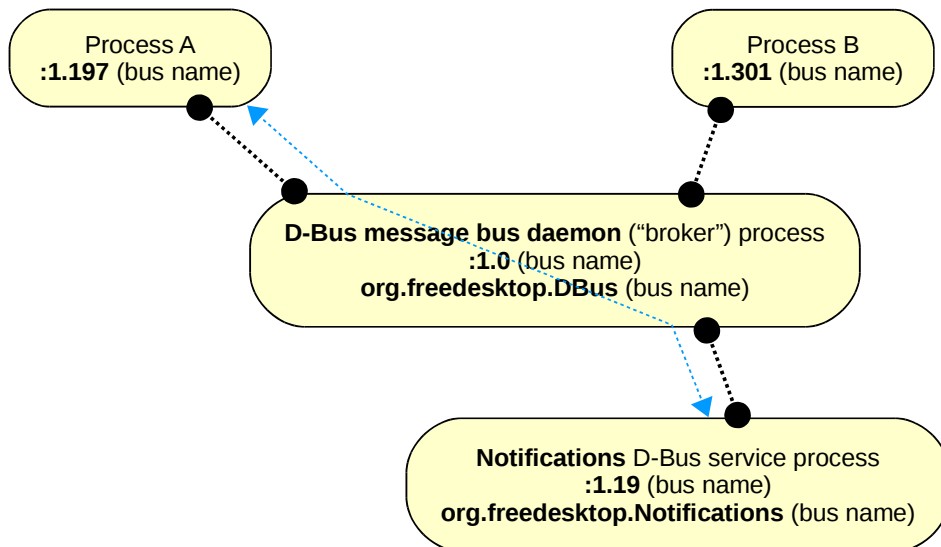 Process A
:1.197 (bus name)
Process B
:1.301 (bus name)
D-Bus message bus daemon (“broker”) process
:1.0 (bus name)
org.freedesktop.DBus (bus name)
Notifications D-Bus service process
:1.19 (bus name)
org.freedesktop.Notifications (bus name)